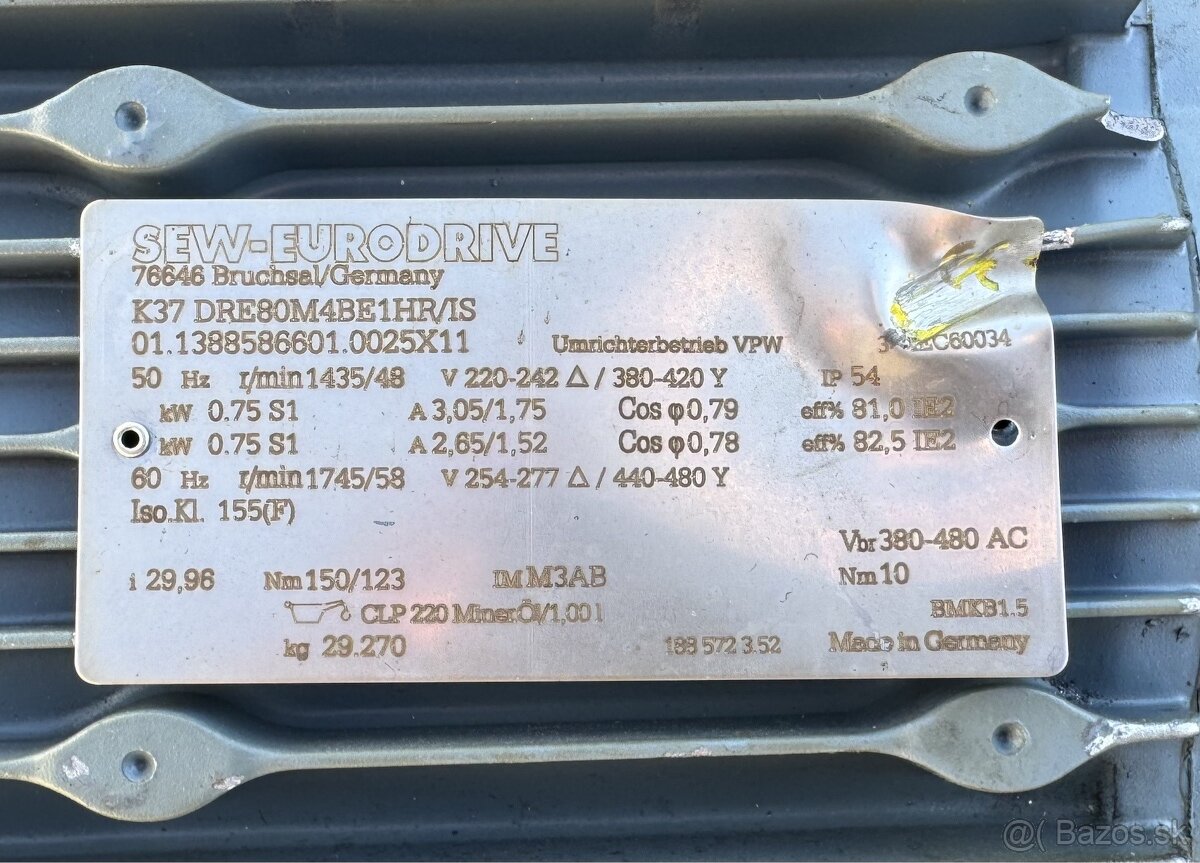 SEW-EURODRIVE
76646 Bruchsal/Germany
K37 DRE80M4BE1HR/IS
01.1388586601.0025X11 Umrichterbetrieb VPW IEC60034
50 Hz r/min 1435/48 V 220-242 Δ / 380-420 Y IP 54
kW 0.75 S1 A 3,05/1,75 Cos φ 0,79 eff% 81,0 IE2
kW 0.75 S1 A 2,65/1,52 Cos φ 0,78 eff% 82,5 IE2
60 Hz r/min 1745/58 V 254-277 Δ / 440-480 Y
Iso.Kl. 155(F)
Vbr 380-480 AC
i 29,96 Nm 150/123 IM M3AB Nm 10
CLP 220 Miner.Öl/1,00 l BMKB1.5
kg 29.270 188 572 3.52 Made in Germany
@( Bazos.sk